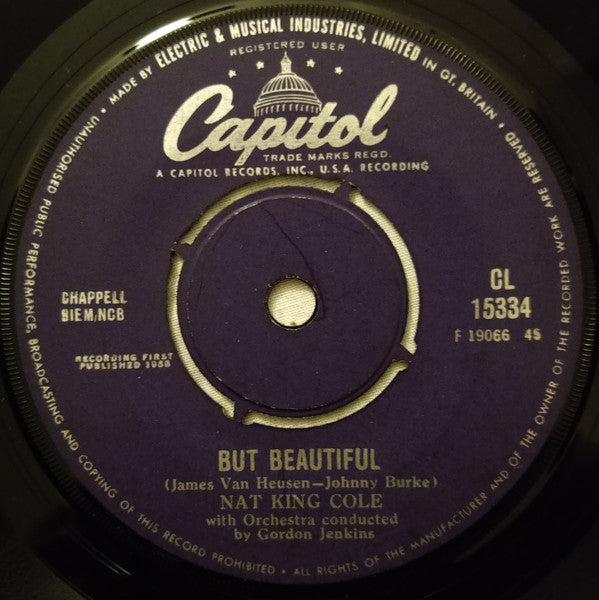 MADE BY ELECTRIC & MUSICAL INDUSTRIES, LIMITED IN GT. BRITAIN • ALL RIGHTS OF THE MANUFACTURER AND OF THE OWNER OF THE RECORDED WORK ARE RESERVED
UNAUTHORISED PUBLIC PERFORMANCE, BROADCASTING AND COPYING OF THIS RECORD PROHIBITED •
REGISTERED USER
Capitol
TRADE MARKS REGD.
A CAPITOL RECORDS, INC., U.S.A. RECORDING
CHAPPELL
BIEM/NCB
RECORDING FIRST
PUBLISHED 1958
CL
15334
F 19066 45
BUT BEAUTIFUL
(James Van Heusen—Johnny Burke)
NAT KING COLE
with Orchestra conducted
by Gordon Jenkins